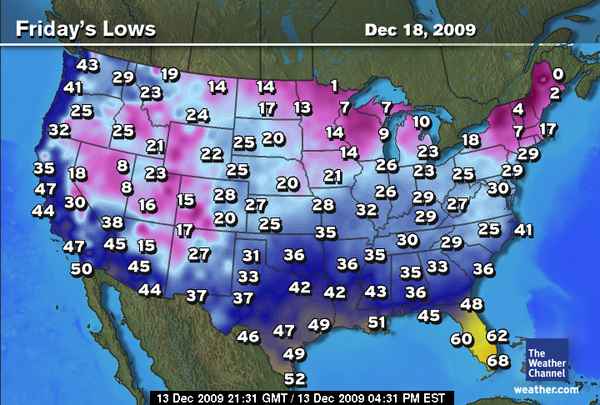 Friday's Lows Dec 18, 2009
43 29 19 14 14 1 0
41 23 2
25 24 17 13 7 7 4
32 25 14 9 10 7 17
21 22 25 20 14 23 18 29
35 18 8 23 25 21 26 23 25 29
47 8 20 30
44 30 16 15 28 27 28 32 26 29 27
38 17 20 25 29 25 41
47 45 15 27 31 36 35 35 30 29
50 45 33 36 35 33 36
44 37 37 42 42 43 36 48
46 47 49 51 45 60 62
49 68
52
The
Weather
Channel
weather.com
13 Dec 2009 21:31 GMT / 13 Dec 2009 04:31 PM EST